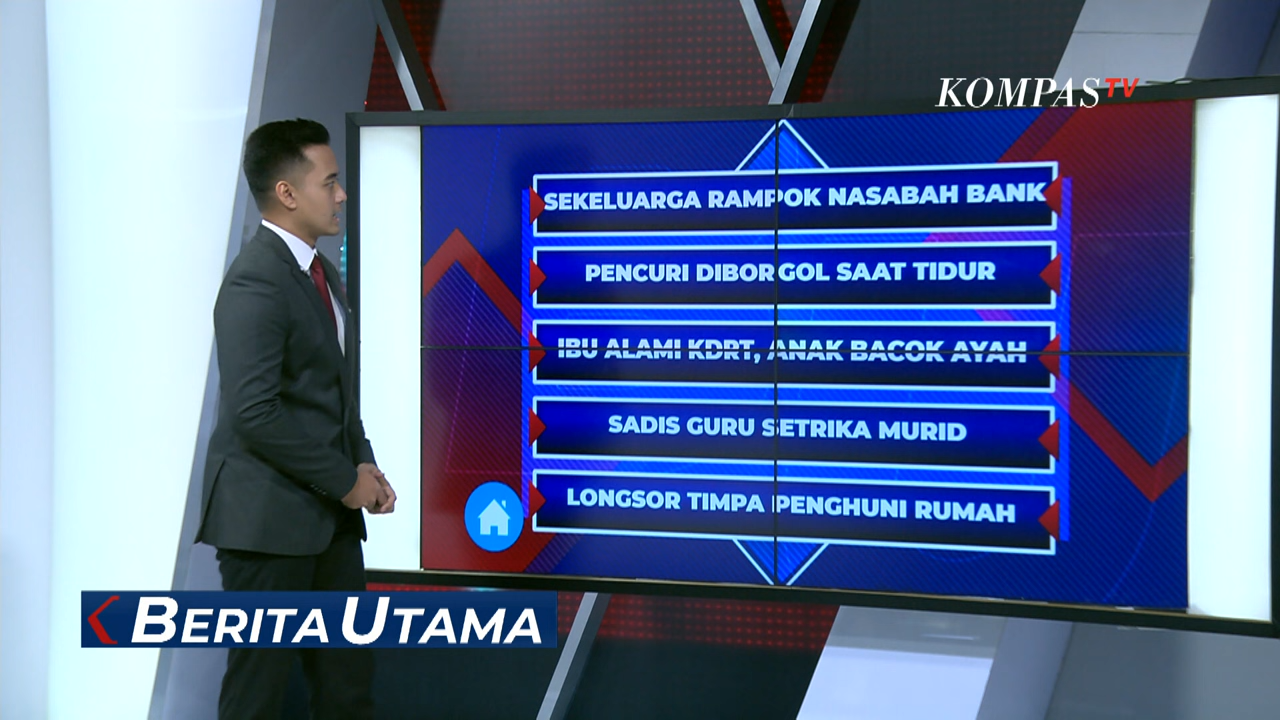 KOMPASTV
SEKELUARGA RAMPOK NASABAH BANK
PENCURI DIBORGOL SAAT TIDUR
IBU ALAMI KDRT, ANAK BACOK AYAH
SADIS GURU SETRIKA MURID
LONGSOR TIMPA PENGHUNI RUMAH
BERITA UTAMA